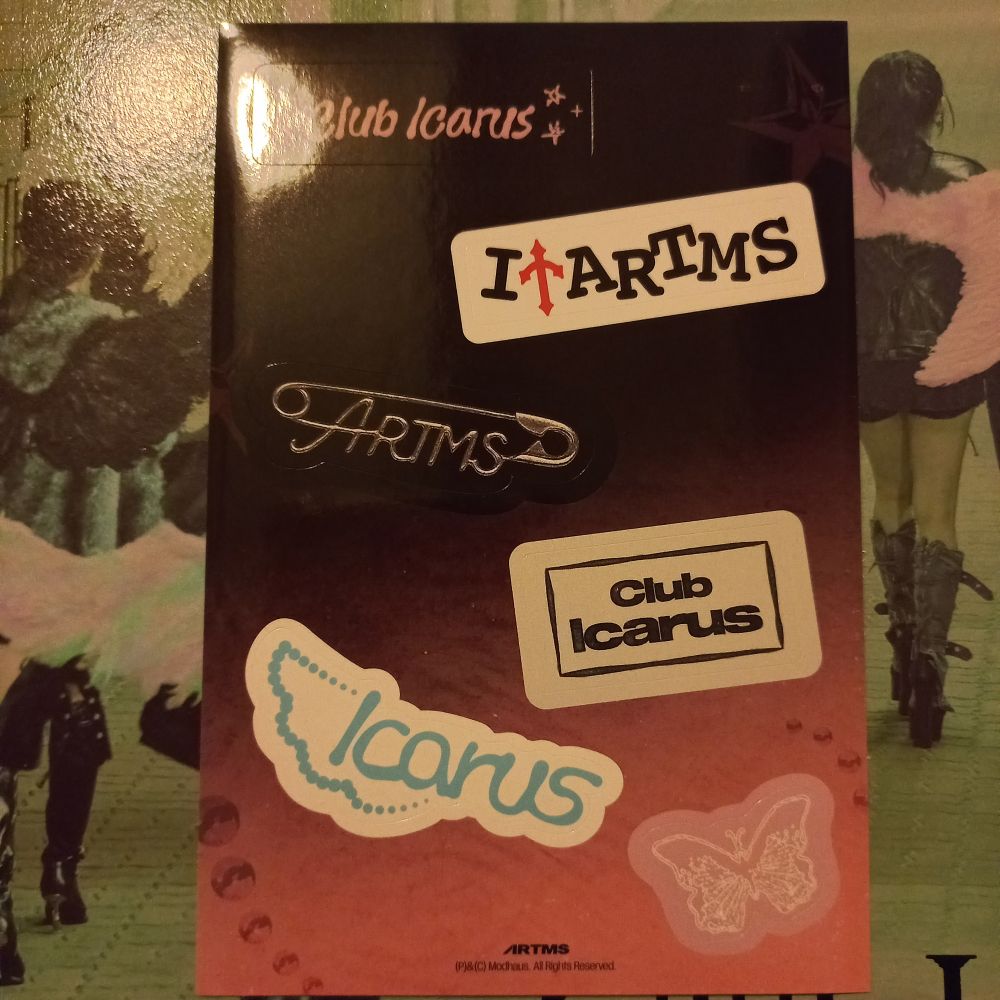 Club Icarus
I ARTMS
ARTMS
Club
Icarus
Icarus
ARTMS
(P)&(C) Modhaus. All Rights Reserved.